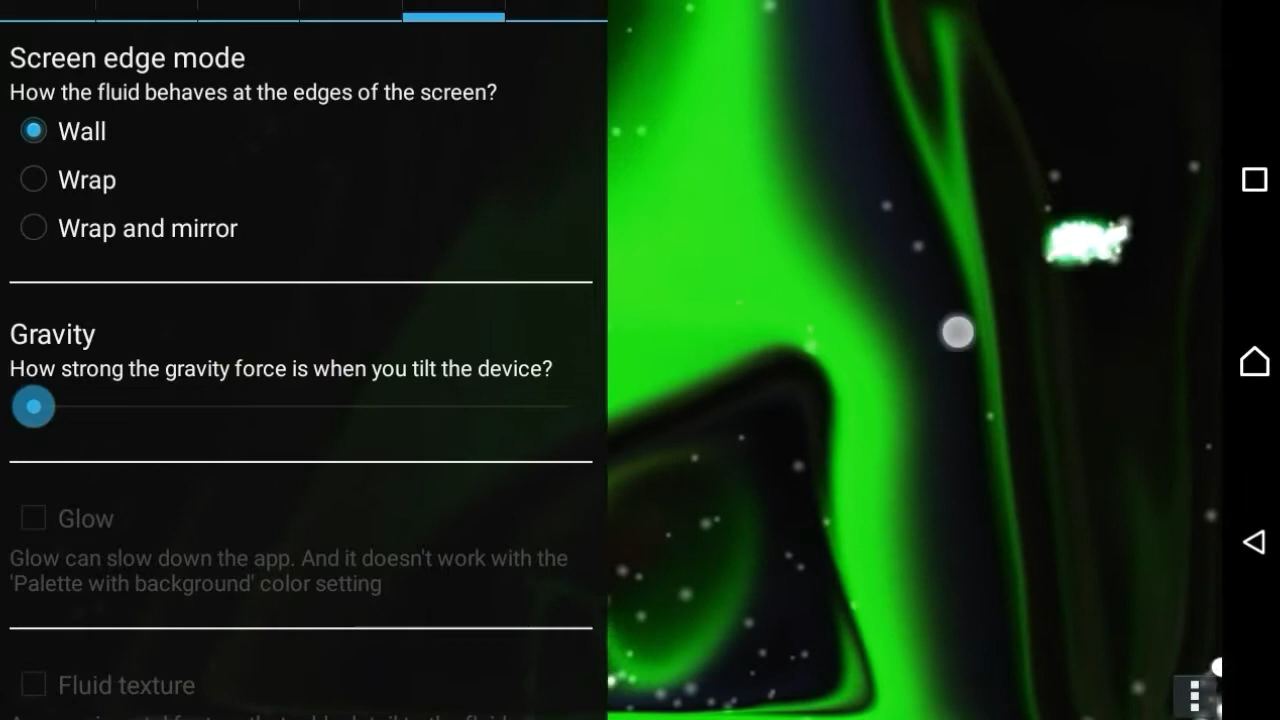 Screen edge mode
How the fluid behaves at the edges of the screen?
Wall
Wrap
Wrap and mirror
Gravity
How strong the gravity force is when you tilt the device?
Glow
Glow can slow down the app. And it doesn't work with the
'Palette with background' color setting
Fluid texture